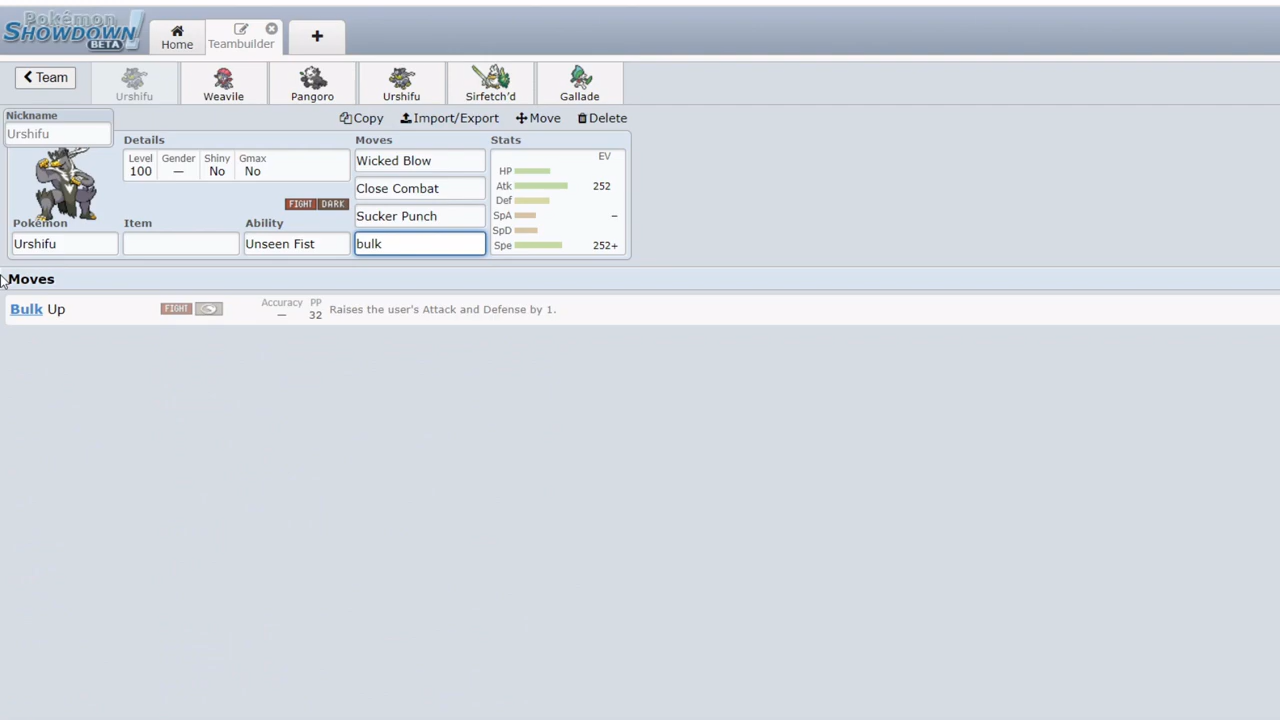 Pokémon
SHOWDOWN!
BETA
Home
Teambuilder
+
Team
Urshifu
Weavile
Pangoro
Urshifu
Sirfetch'd
Gallade
Nickname
Urshifu
Copy
Import/Export
Move
Delete
Details
Level Gender Shiny Gmax
100 — No No
FIGHT DARK
Pokémon
Urshifu
Item
Ability
Unseen Fist
Moves
Wicked Blow
Close Combat
Sucker Punch
bulk
Stats
EV
HP
Atk 252
Def
SpA –
SpD
Spe 252+
Moves
Bulk Up FIGHT Accuracy — PP 32 Raises the user's Attack and Defense by 1.